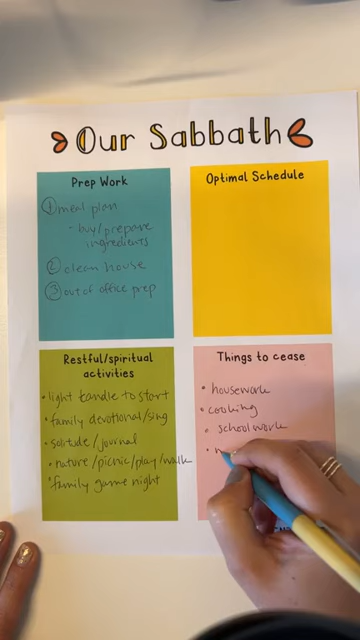 Our Sabbath
Prep Work
① meal plan
• buy/prepare
ingredients
② clean house
③ out of office prep
Optimal Schedule
Restful/spiritual
activities
• light candle to start
• family devotional/sing
• solitude/journal
• nature/picnic/play/walk
• family game night
Things to cease
• housework
• cooking
• schoolwork